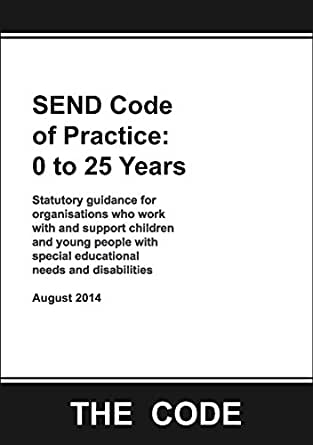 SEND Code
of Practice:
0 to 25 Years
Statutory guidance for
organisations who work
with and support children
and young people with
special educational
needs and disabilities
August 2014
THE CODE